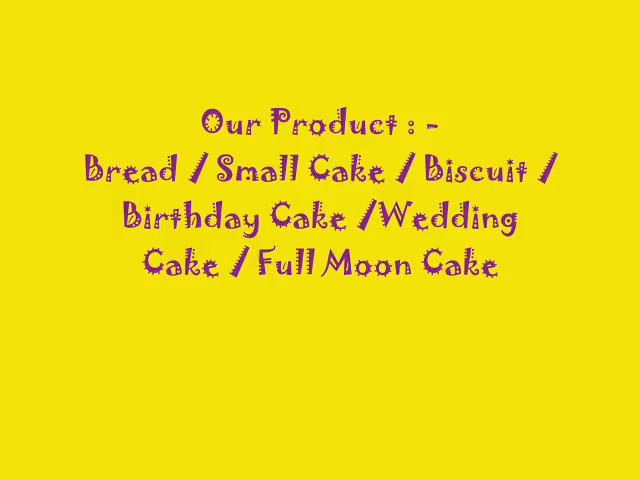 Our Product : -
Bread / Small Cake / Biscuit /
Birthday Cake /Wedding
Cake / Full Moon Cake